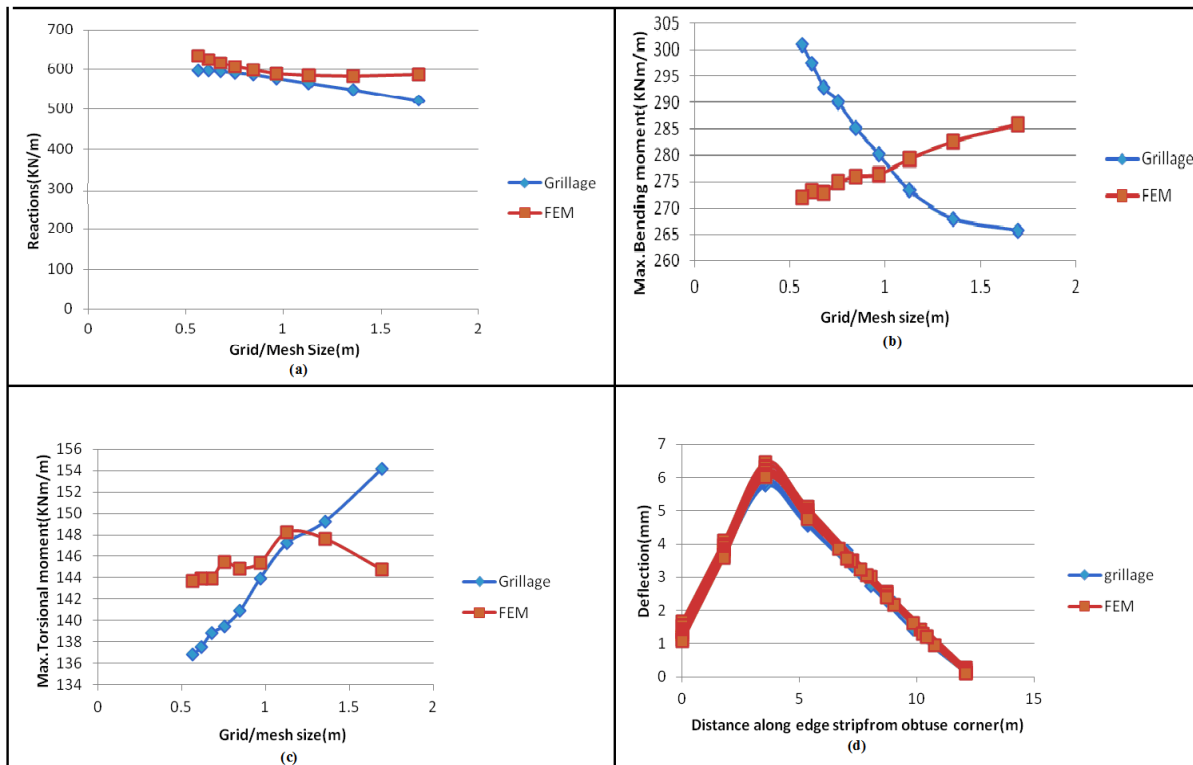 700
600
500
400
300
200
100
0
0
0.5
1
1.5
2
Reactions(KN/m)
Grid/Mesh Size(m)
(a)
Grillage
FEM
305
300
295
290
285
280
275
270
265
260
0
0.5
1
1.5
2
Max.Bending moment(KNm/m)
Grid/Mesh size(m)
(b)
Grillage
FEM
156
154
152
150
148
146
144
142
140
138
136
134
0
0.5
1
1.5
2
Max.Torsional moment(KNm/m)
Grid/mesh size(m)
(c)
Grillage
FEM
7
6
5
4
3
2
1
0
0
5
10
15
Deflection(mm)
Distance along edge stripfrom obtuse corner(m)
(d)
grillage
FEM